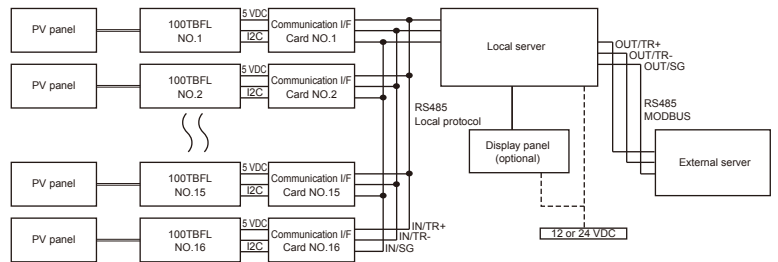 PV panel
100TBFL
NO.1
5 VDC
I2C
Communication I/F
Card NO.1
Local server
OUT/TR+
OUT/TR-
OUT/SG
PV panel
100TBFL
NO.2
5 VDC
I2C
Communication I/F
Card NO.2
RS485
Local protocol
RS485
MODBUS
Display panel
(optional)
External server
PV panel
100TBFL
NO.15
5 VDC
I2C
Communication I/F
Card NO.15
PV panel
100TBFL
NO.16
5 VDC
I2C
Communication I/F
Card NO.16
IN/TR+
IN/TR-
IN/SG
12 or 24 VDC